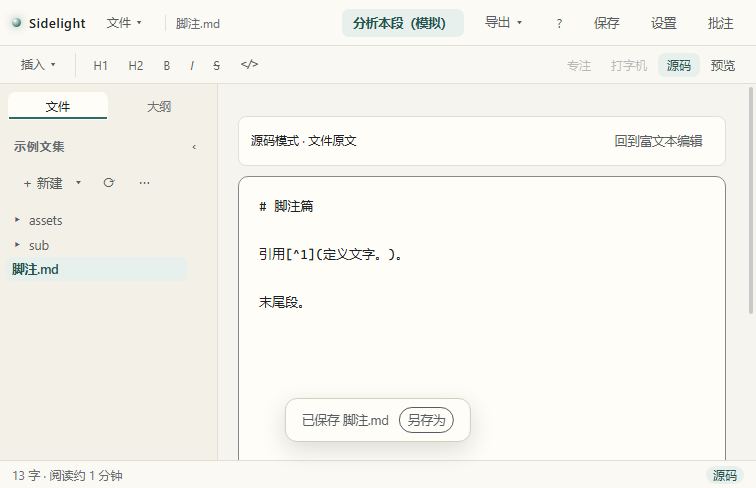 Sidelight 文件 脚注.md 分析本段（模拟） 导出 ? 保存 设置 批注
插入 H1 H2 B I S </> 专注 打字机 源码 预览
文件 大纲
示例文集
+ 新建 ...
assets
sub
脚注.md
源码模式 · 文件原文 回到富文本编辑
# 脚注篇
引用[^1](定义文字。)。
末尾段。
已保存 脚注.md 另存为
13 字 · 阅读约 1 分钟 源码